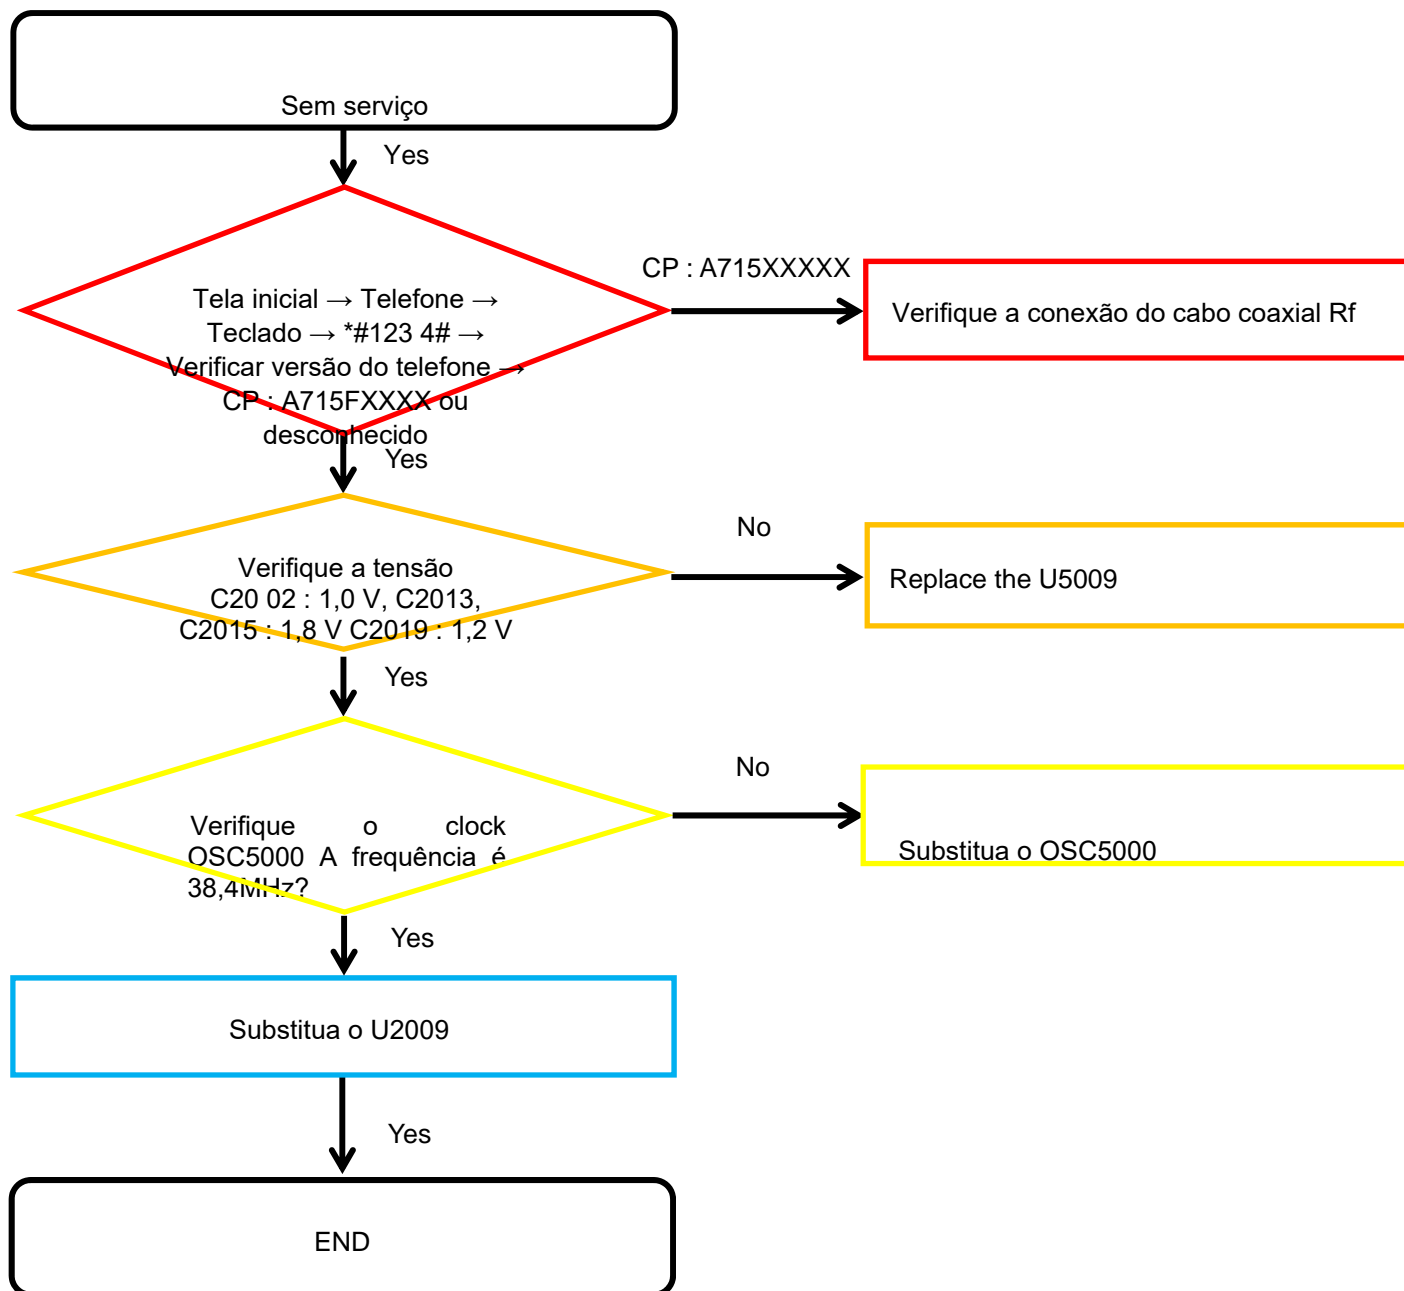 Sem serviço
Yes
Tela inicial → Telefone →
Teclado → *#123 4# →
Verificar versão do telefone →
CP : A715FXXXX ou
desconhecido
CP : A715XXXXX
Verifique a conexão do cabo coaxial Rf
Yes
Verifique a tensão
C20 02 : 1,0 V, C2013,
C2015 : 1,8 V C2019 : 1,2 V
No
Replace the U5009
Yes
Verifique o clock
OSC5000 A frequência é
38,4MHz?
No
Substitua o OSC5000
Yes
Substitua o U2009
Yes
END